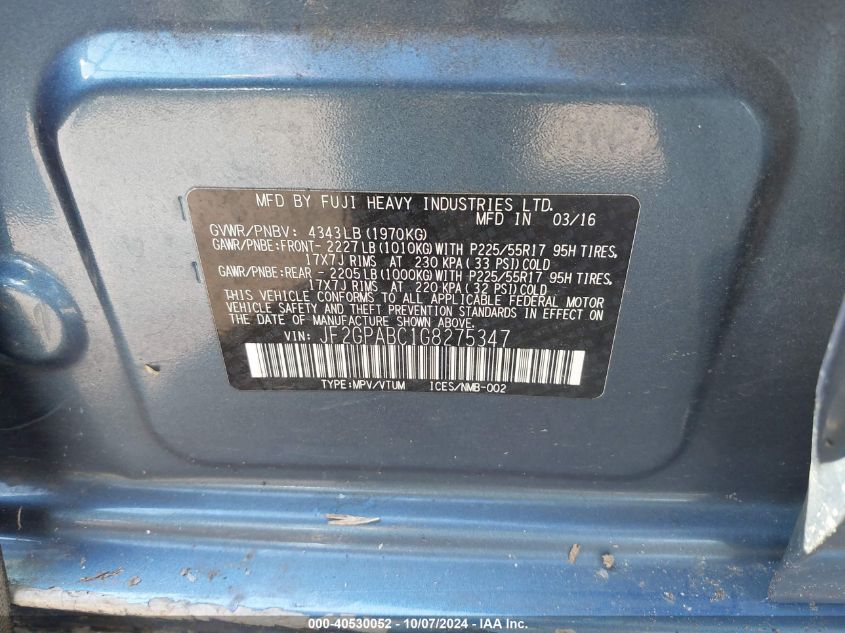 MFD BY FUJI HEAVY INDUSTRIES LTD.
MFD IN 03/16
GVWR/PNBV: 4343LB(1970KG)
GAWR/PNBE:FRONT- 2227LB(1010KG)WITH P225/55R17 95H TIRES,
17X7J RIMS AT 230 KPA(33 PSI)COLD
GAWR/PNBE:REAR - 2205LB(1000KG)WITH P225/55R17 95H TIRES,
17X7J RIMS AT 220 KPA(32 PSI)COLD
THIS VEHICLE CONFORMS TO ALL APPLICABLE FEDERAL MOTOR
VEHICLE SAFETY AND THEFT PREVENTION STANDARDS IN EFFECT ON
THE DATE OF MANUFACTURE SHOWN ABOVE.
VIN: JF2GPABC1G8275347
TYPE:MPV/VTUM ICES/NMB-002
000-40530052 - 10/07/2024 - IAA Inc.